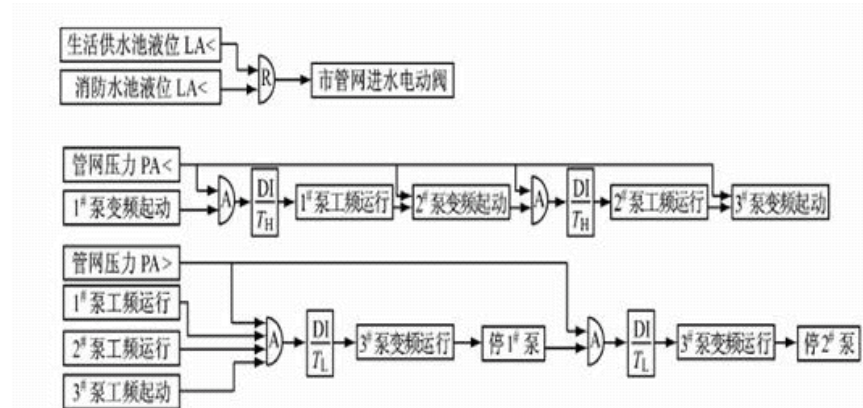 生活供水池液位 LA<
消防水池液位 LA<
R
市管网进水电动阀
管网压力 PA<
1# 泵变频起动
A
DI
TH
1# 泵工频运行
2# 泵变频起动
A
DI
TH
2# 泵工频运行
3# 泵变频起动
管网压力 PA>
1# 泵工频运行
2# 泵工频运行
3# 泵工频起动
A
DI
TL
3# 泵变频运行
停1# 泵
A
DI
TL
3# 泵变频运行
停2# 泵